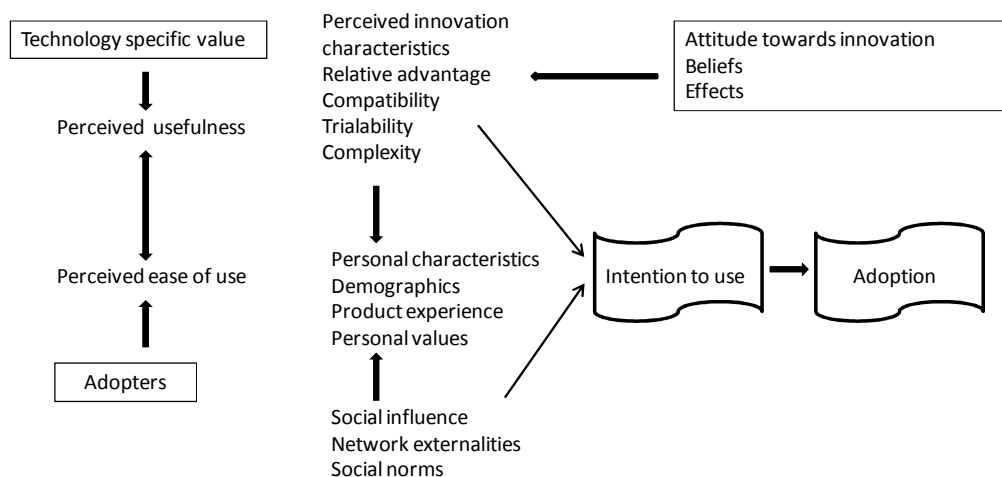 Technology specific value
Perceived usefulness
Perceived ease of use
Adopters
Perceived innovation
characteristics
Relative advantage
Compatibility
Trialability
Complexity
Personal characteristics
Demographics
Product experience
Personal values
Social influence
Network externalities
Social norms
Attitude towards innovation
Beliefs
Effects
Intention to use
Adoption